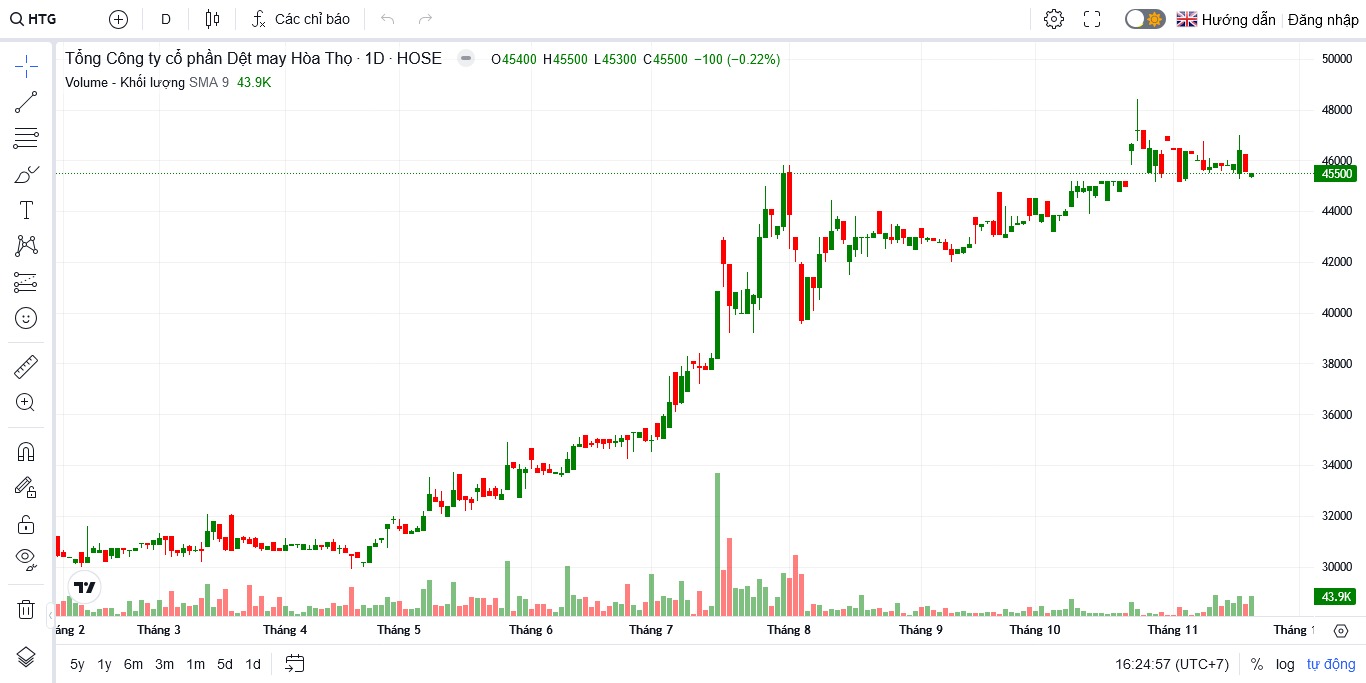 HTG D Các chỉ báo Hướng dẫn Đăng nhập
Tổng Công ty cổ phần Dệt may Hòa Thọ · 1D · HOSE O45400 H45500 L45300 C45500 −100 (−0.22%)
Volume - Khối lượng SMA 9 43.9K
50000
48000
46000
45500
44000
42000
40000
38000
36000
34000
32000
30000
43.9K
áng 2 Tháng 3 Tháng 4 Tháng 5 Tháng 6 Tháng 7 Tháng 8 Tháng 9 Tháng 10 Tháng 11 Tháng 1
5y 1y 6m 3m 1m 5d 1d 16:24:57 (UTC+7) % log tự động